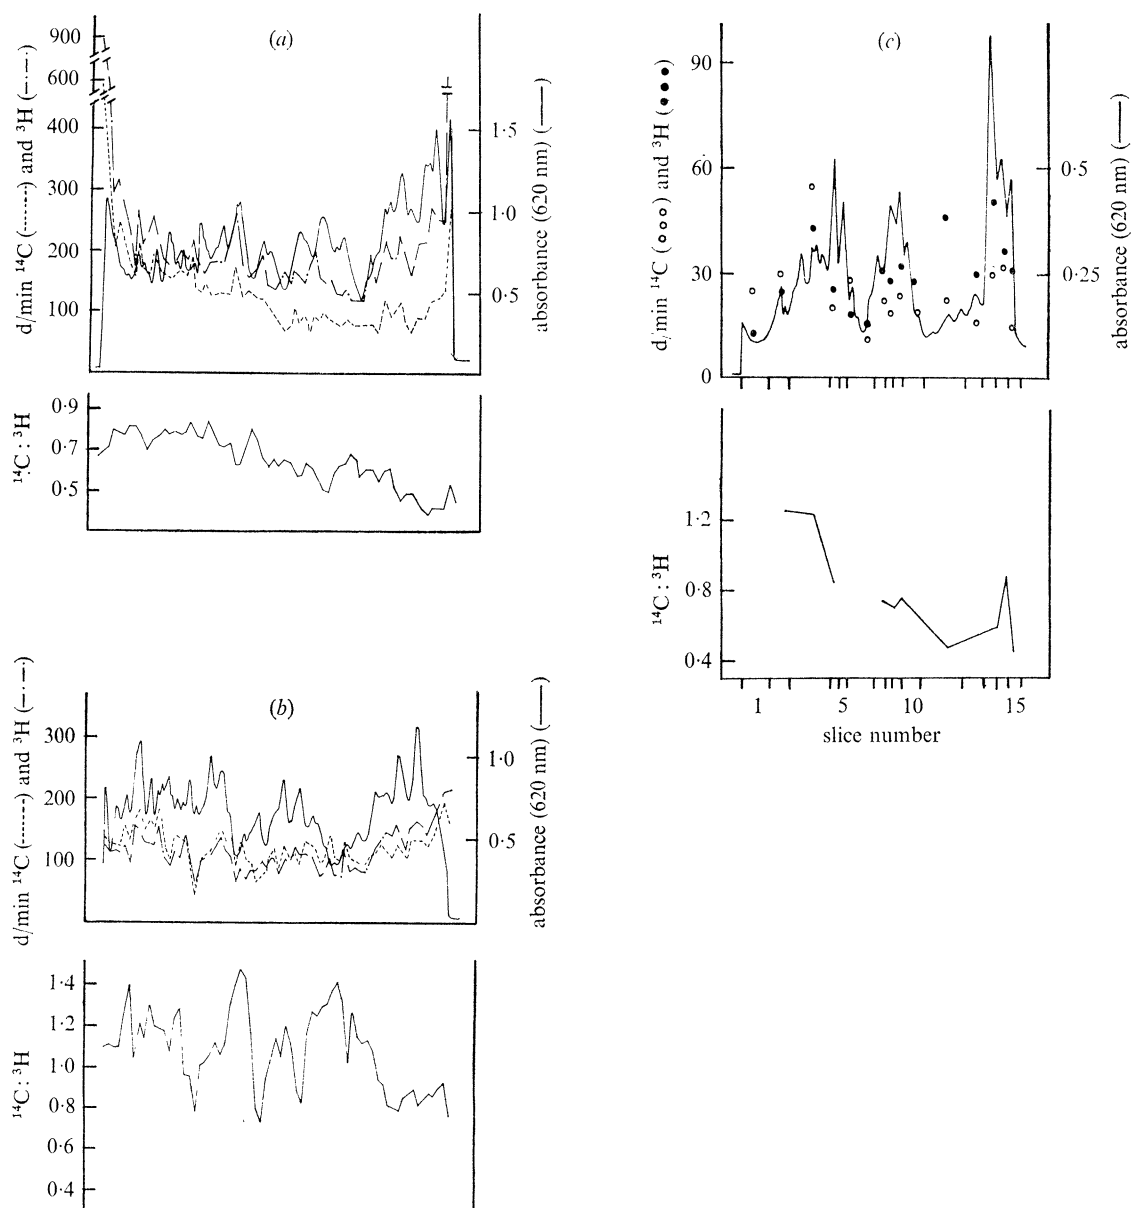 (a)
d/min ¹⁴C (------) and ³H (—·—·)
900
600
400
300
200
100
1·5
1·0
0·5
absorbance (620 nm) (——)
¹⁴C : ³H
0·9
0·7
0·5
(b)
d/min ¹⁴C (------) and ³H (—·—·)
300
200
100
1·0
0·5
absorbance (620 nm) (——)
¹⁴C : ³H
1·4
1·2
1·0
0·8
0·6
0·4
(c)
d/min ¹⁴C (○○○) and ³H (●●●)
90
60
30
0
0·5
0·25
absorbance (620 nm) (——)
¹⁴C : ³H
1·2
0·8
0·4
1 5 10 15
slice number